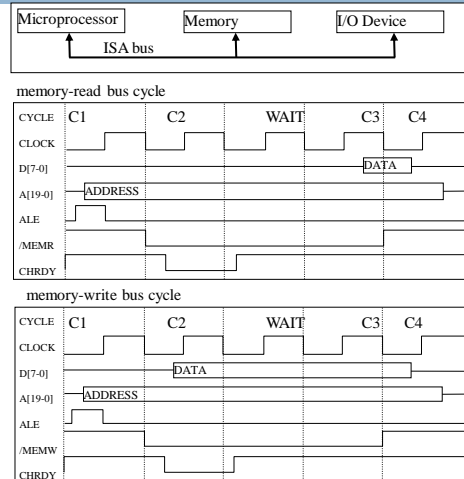 Microprocessor Memory I/O Device
ISA bus
memory-read bus cycle
CYCLE C1 C2 WAIT C3 C4
CLOCK
D[7-0] DATA
A[19-0] ADDRESS
ALE
/MEMR
CHRDY
memory-write bus cycle
CYCLE C1 C2 WAIT C3 C4
CLOCK
D[7-0] DATA
A[19-0] ADDRESS
ALE
/MEMW
CHRDY